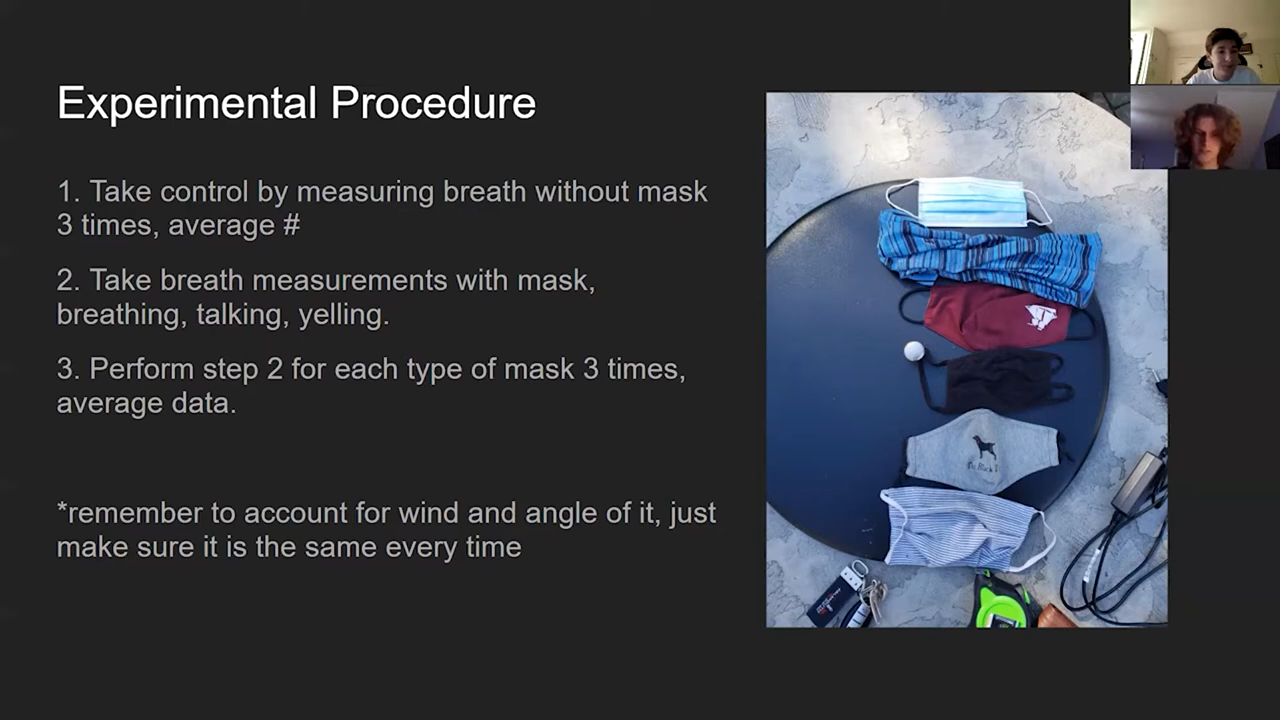 Experimental Procedure
1. Take control by measuring breath without mask
3 times, average #
2. Take breath measurements with mask,
breathing, talking, yelling.
3. Perform step 2 for each type of mask 3 times,
average data.
*remember to account for wind and angle of it, just
make sure it is the same every time